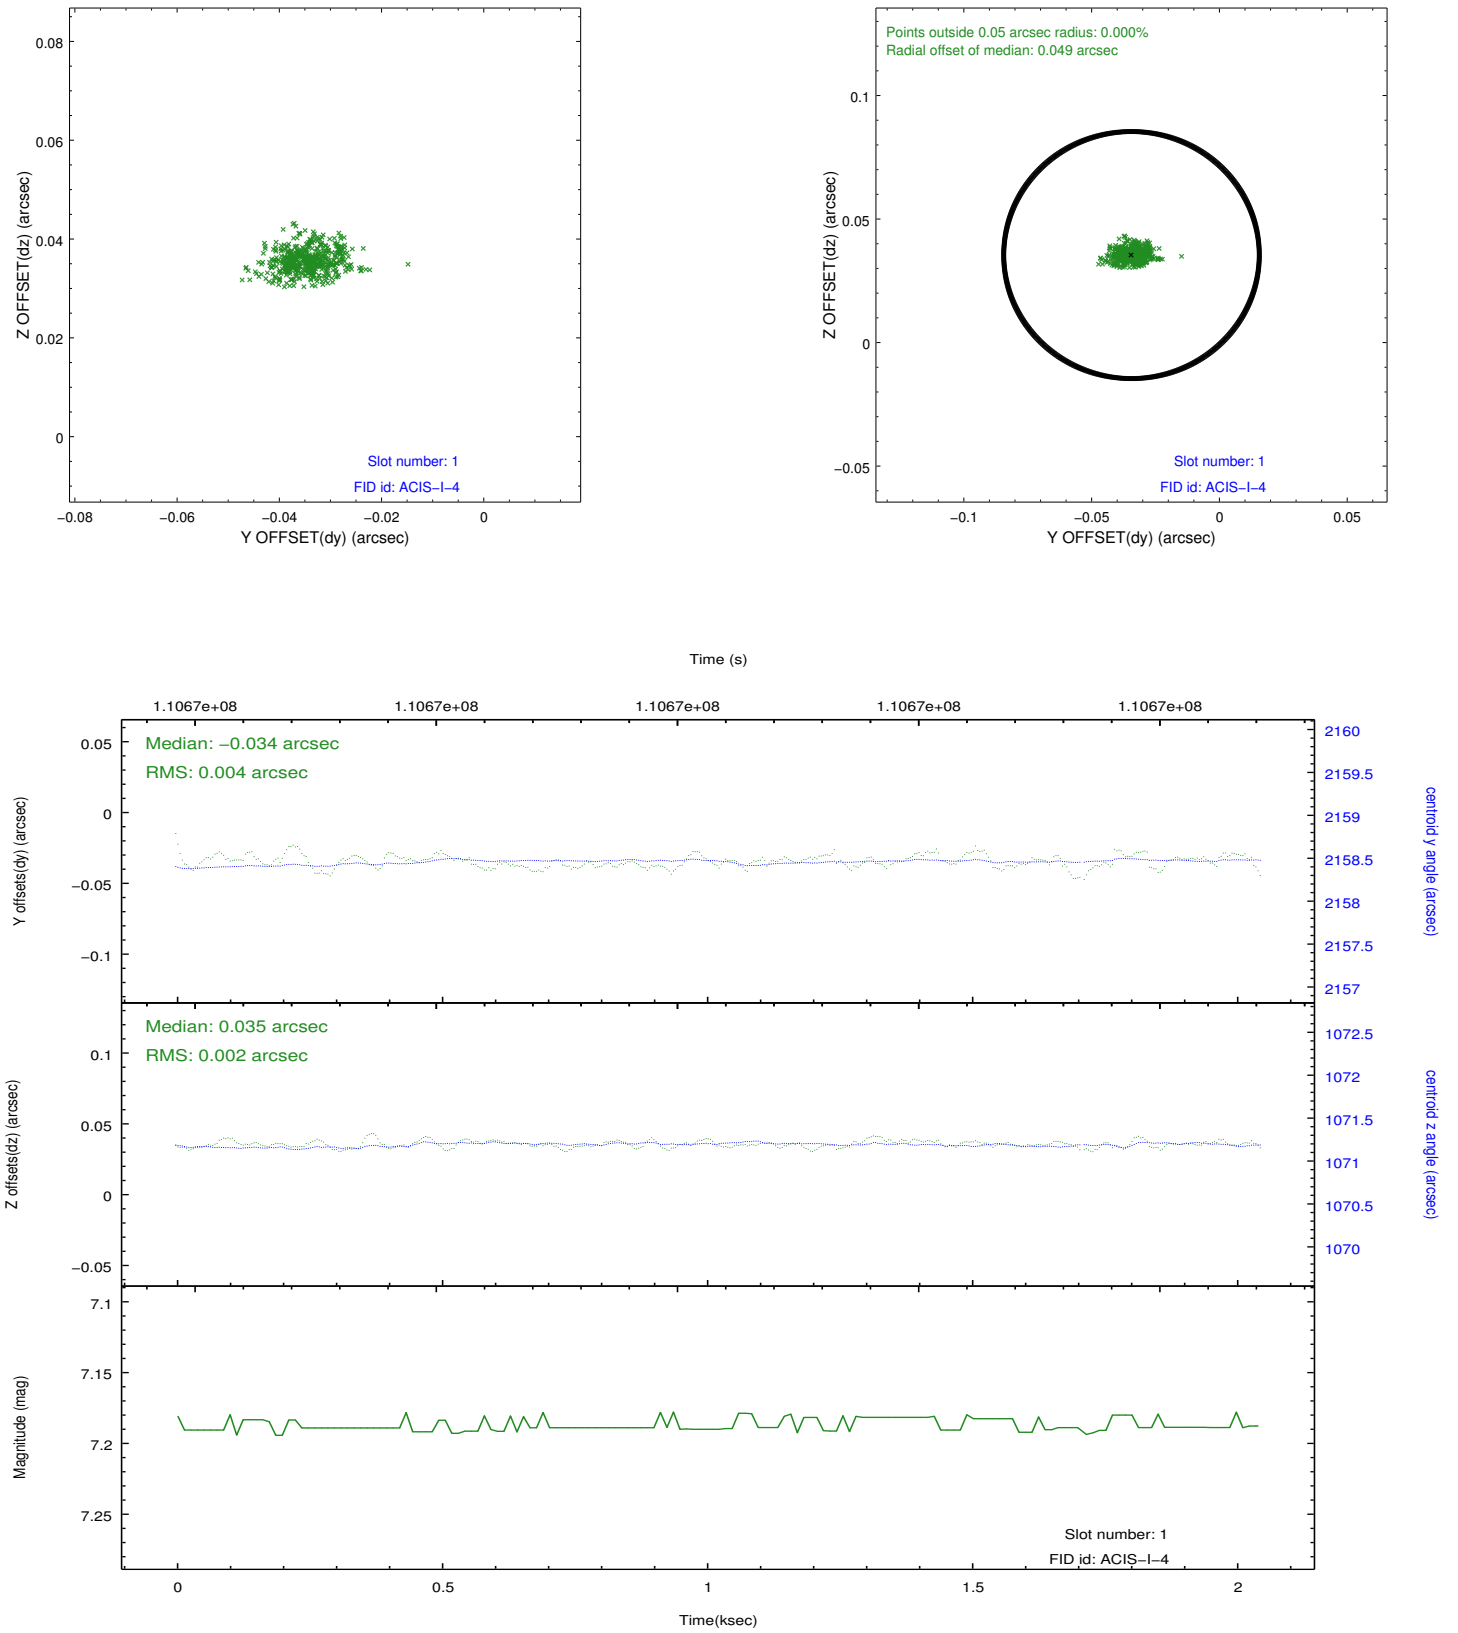 0.08
0.06
0.04
0.02
0
Z OFFSET(dz) (arcsec)
Slot number: 1
FID id: ACIS−I−4
−0.08 −0.06 −0.04 −0.02 0
Y OFFSET(dy) (arcsec)
Points outside 0.05 arcsec radius: 0.000%
Radial offset of median: 0.049 arcsec
0.1
0.05
0
−0.05
Z OFFSET(dz) (arcsec)
Slot number: 1
FID id: ACIS−I−4
−0.1 −0.05 0 0.05
Y OFFSET(dy) (arcsec)
Time (s)
1.1067e+08 1.1067e+08 1.1067e+08 1.1067e+08 1.1067e+08
Median: −0.034 arcsec
RMS: 0.004 arcsec
0.05
0
−0.05
−0.1
Y offsets(dy) (arcsec)
2160
2159.5
2159
2158.5
2158
2157.5
2157
centroid y angle (arcsec)
Median: 0.035 arcsec
RMS: 0.002 arcsec
0.1
0.05
0
−0.05
Z offsets(dz) (arcsec)
1072.5
1072
1071.5
1071
1070.5
1070
centroid z angle (arcsec)
7.1
7.15
7.2
7.25
Magnitude (mag)
Slot number: 1
FID id: ACIS−I−4
0 0.5 1 1.5 2
Time(ksec)